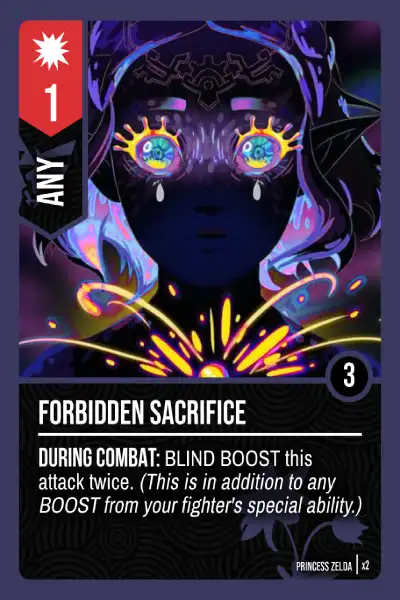 1
ANY
3
FORBIDDEN SACRIFICE
DURING COMBAT: BLIND BOOST this
attack twice. (This is in addition to any
BOOST from your fighter's special ability.)
PRINCESS ZELDA | x2